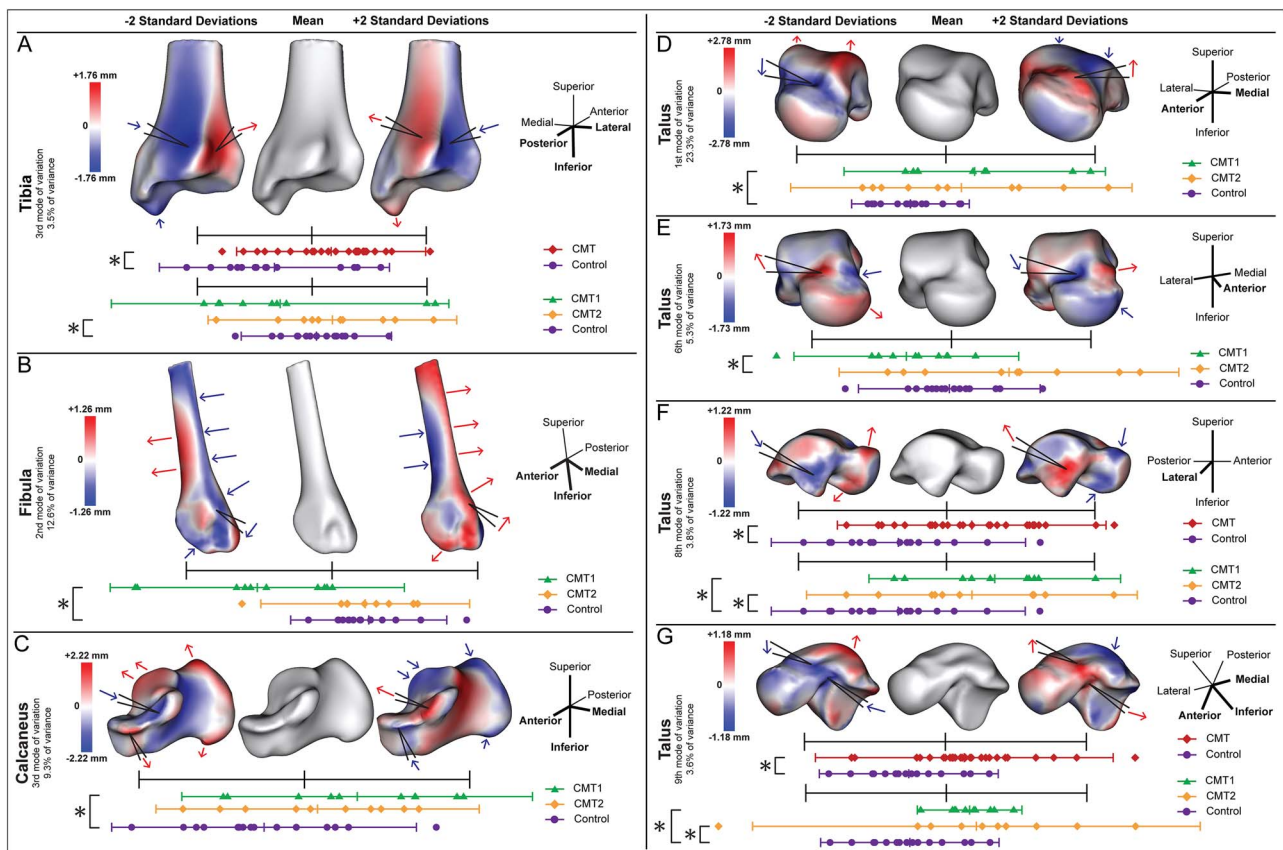 -2 Standard Deviations Mean +2 Standard Deviations
A
Tibia
3rd mode of variation
3.5% of variance
+1.76 mm
0
-1.76 mm
Superior
Anterior
Medial
Lateral
Posterior
Inferior
*
CMT
Control
*
CMT1
CMT2
Control
B
Fibula
2nd mode of variation
12.6% of variance
+1.26 mm
0
-1.26 mm
Superior
Posterior
Anterior
Medial
Inferior
*
CMT1
CMT2
Control
C
Calcaneus
3rd mode of variation
9.3% of variance
+2.22 mm
0
-2.22 mm
Superior
Posterior
Anterior
Medial
Inferior
*
CMT1
CMT2
Control
-2 Standard Deviations Mean +2 Standard Deviations
D
Talus
1st mode of variation
23.3% of variance
+2.78 mm
0
-2.78 mm
Superior
Posterior
Lateral
Medial
Anterior
Inferior
*
CMT1
CMT2
Control
E
Talus
6th mode of variation
5.3% of variance
+1.73 mm
0
-1.73 mm
Superior
Medial
Lateral
Anterior
Inferior
*
CMT1
CMT2
Control
F
Talus
8th mode of variation
3.8% of variance
+1.22 mm
0
-1.22 mm
Superior
Posterior
Anterior
Lateral
Inferior
*
CMT
Control
* *
CMT1
CMT2
Control
G
Talus
9th mode of variation
3.6% of variance
+1.18 mm
0
-1.18 mm
Superior
Posterior
Medial
Lateral
Anterior
Inferior
*
CMT
Control
* *
CMT1
CMT2
Control